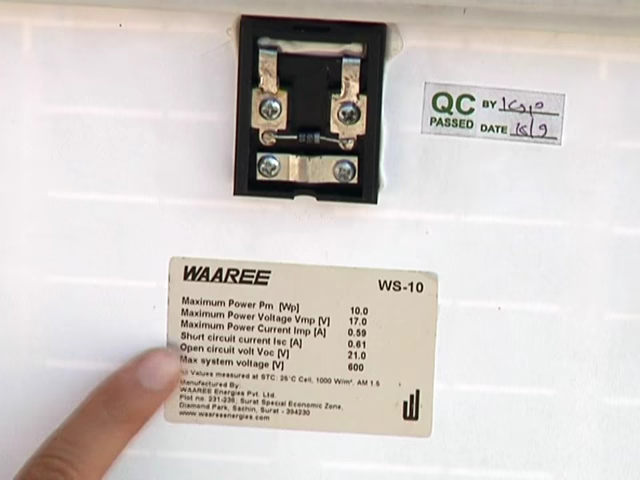 QC PASSED
BY
DATE 15/9
WAAREE
WS-10
Maximum Power Pm [Wp] 10.0
Maximum Power Voltage Vmp [V] 17.0
Maximum Power Current Imp [A] 0.59
Short circuit current Isc [A] 0.61
Open circuit volt Voc [V] 21.0
Max system voltage [V] 600
All Values measured at STC: 25°C Cell, 1000 W/m², AM 1.5
Manufactured By:
WAAREE Energies Pvt. Ltd.
Plot no. 231-236; Surat Special Economic Zone,
Diamond Park, Sachin, Surat - 394230
www.waareeenergies.com